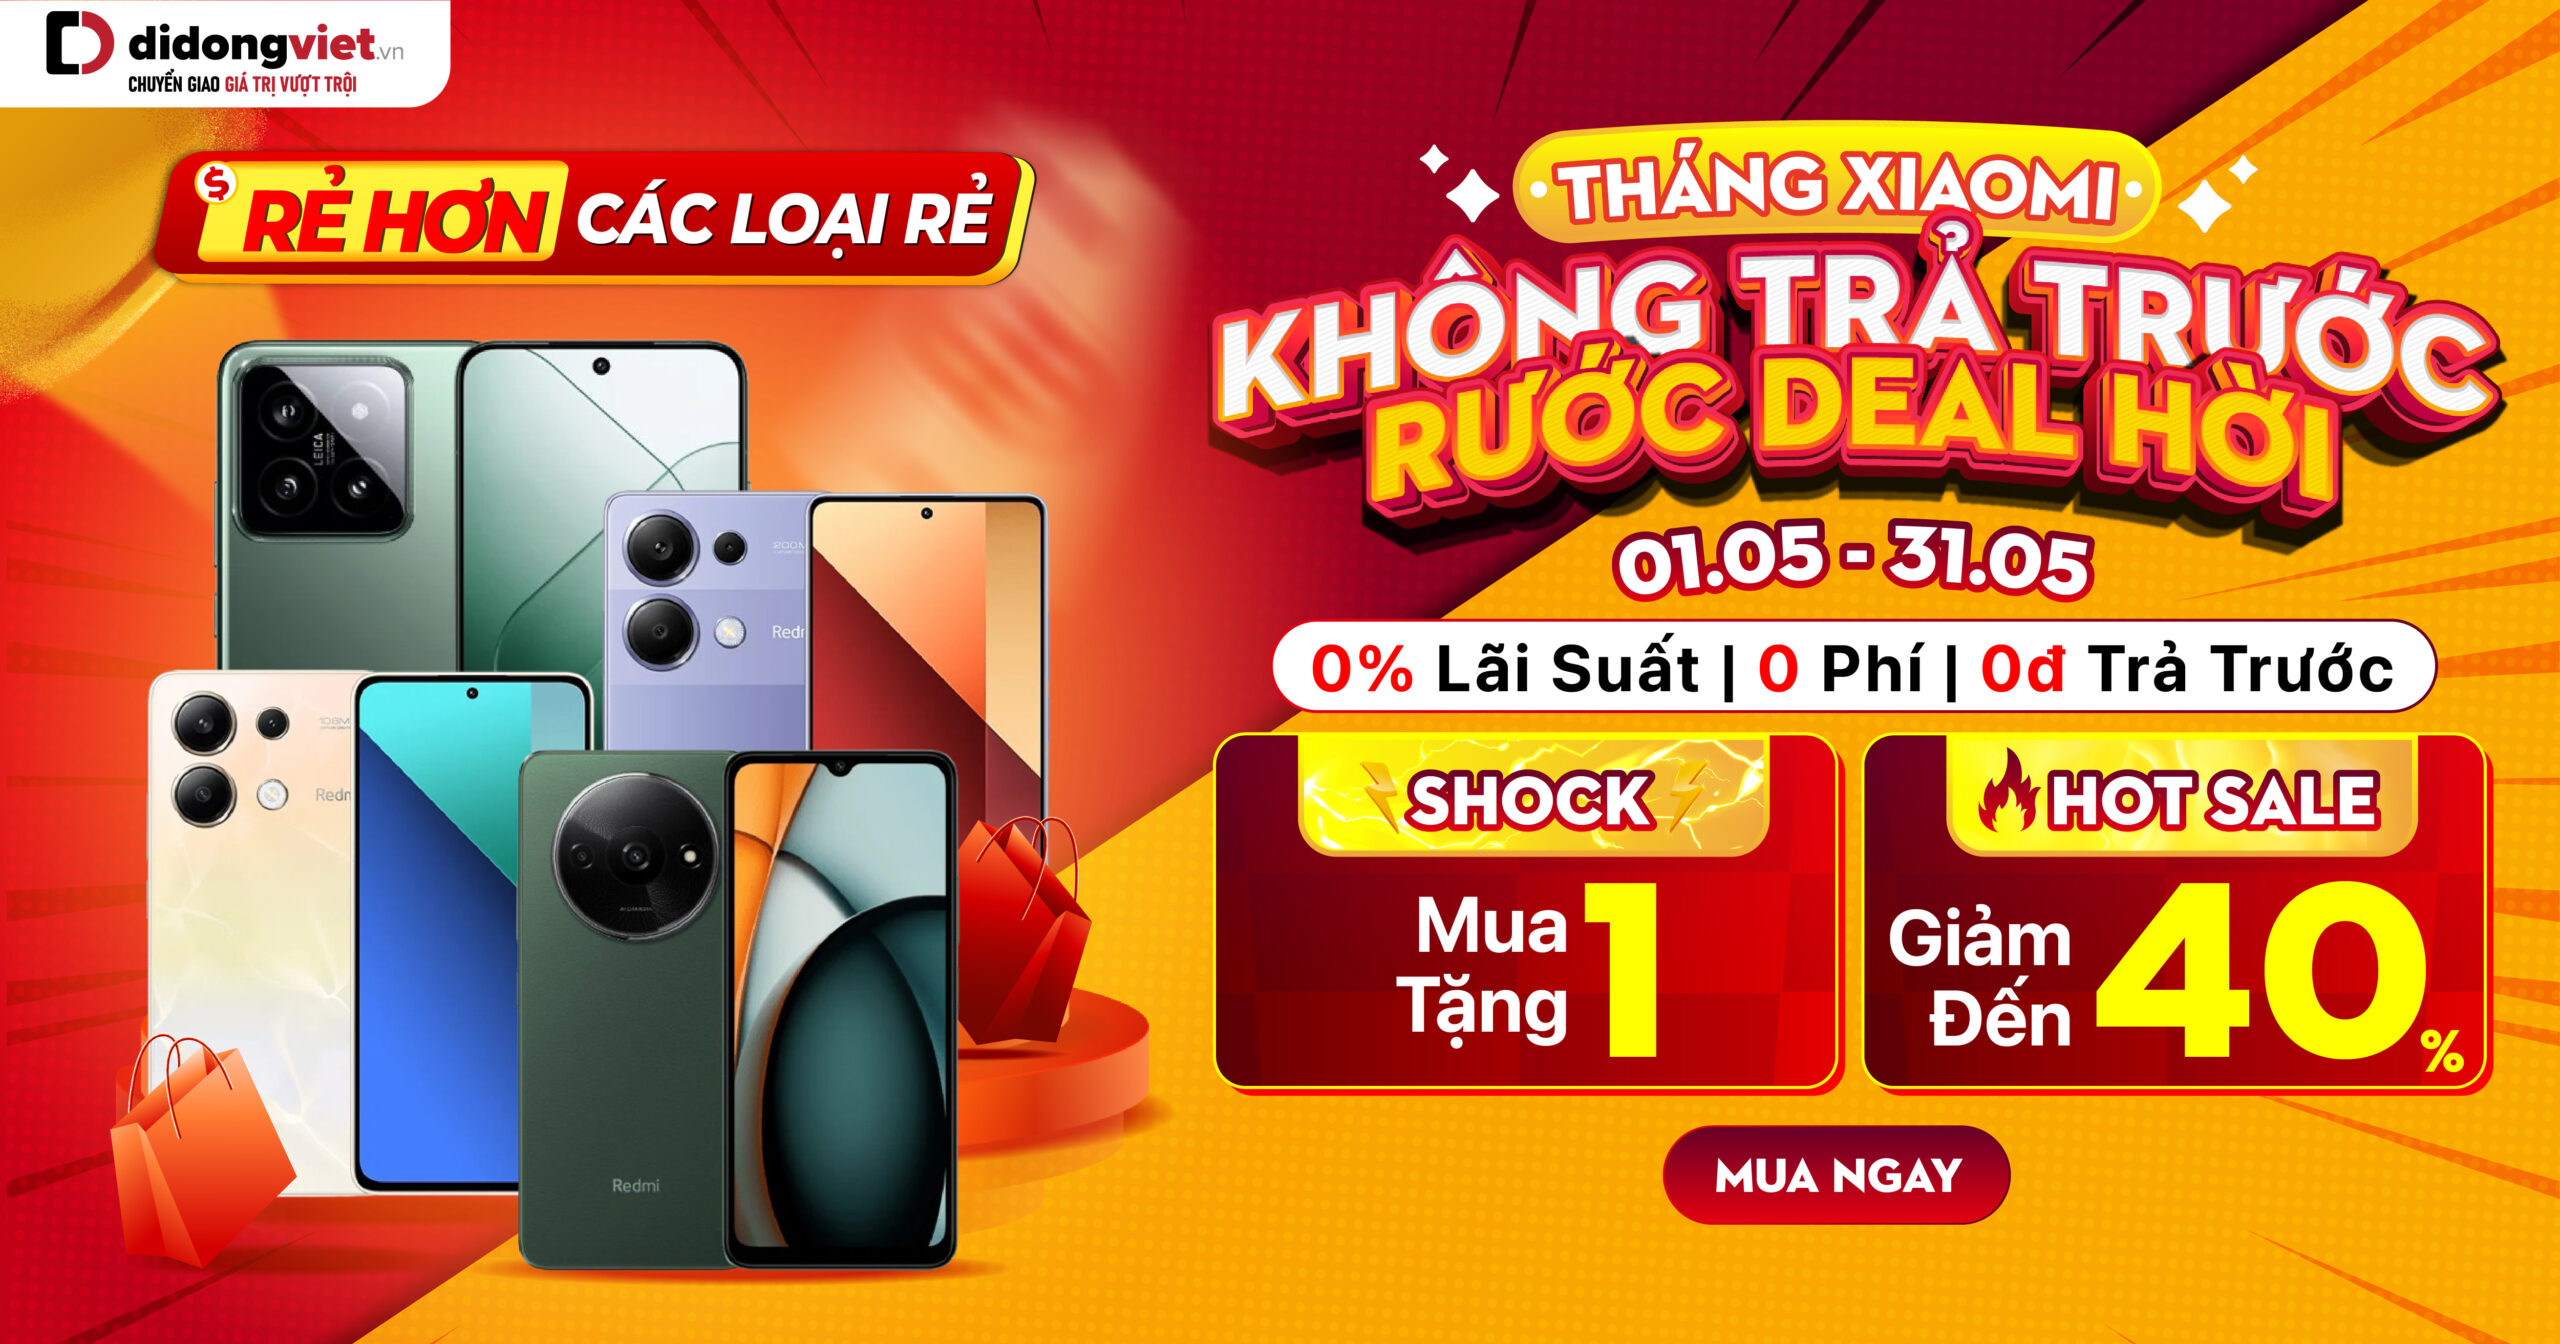 didongviet.vn
CHUYỂN GIAO GIÁ TRỊ VƯỢT TRỘI
$ RẺ HƠN CÁC LOẠI RẺ
THÁNG XIAOMI
KHÔNG TRẢ TRƯỚC
RƯỚC DEAL HỜI
01.05 - 31.05
0% Lãi Suất | 0 Phí | 0đ Trả Trước
SHOCK
Mua 1
Tặng
HOT SALE
Giảm
Đến 40%
MUA NGAY
LEICA
Redmi